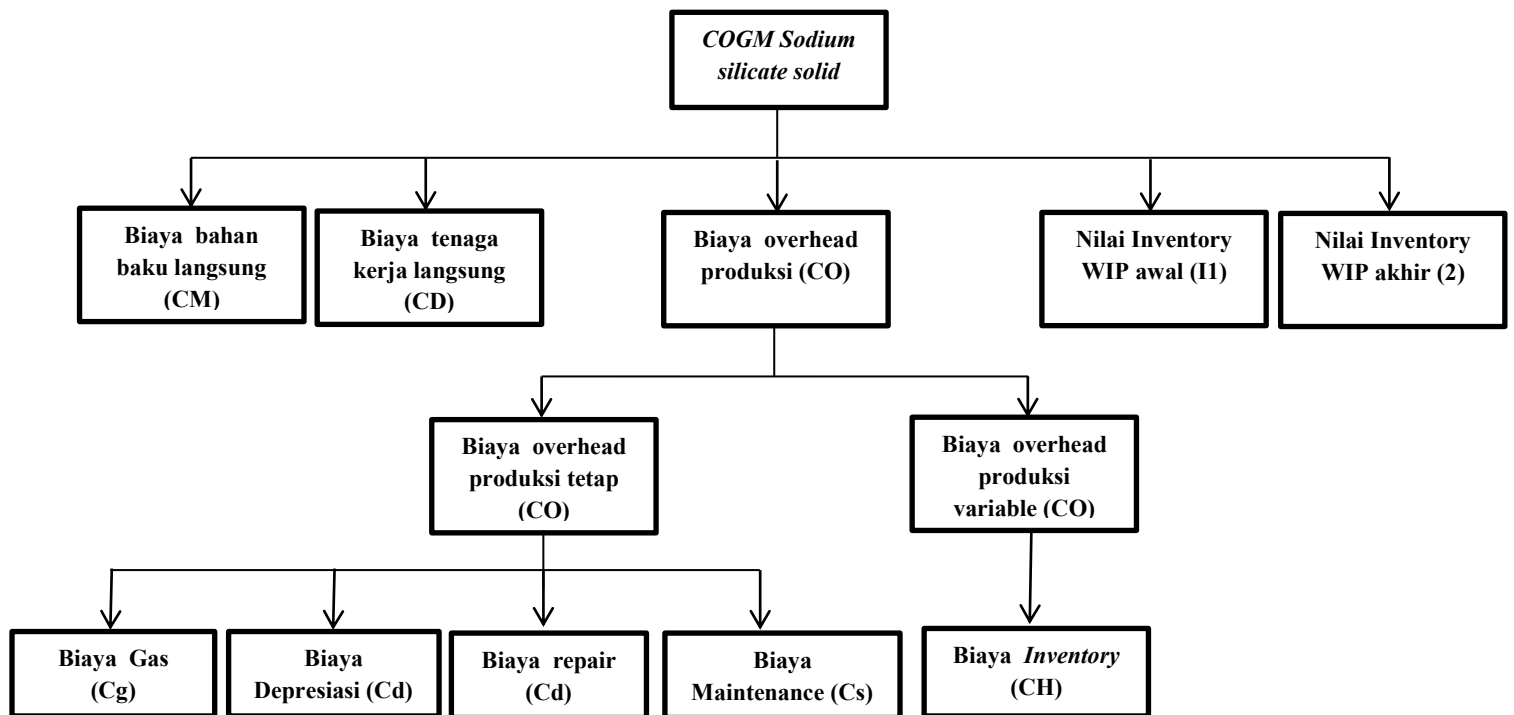 COGM Sodium
silicate solid
Biaya bahan
baku langsung
(CM)
Biaya tenaga
kerja langsung
(CD)
Biaya overhead
produksi (CO)
Nilai Inventory
WIP awal (I1)
Nilai Inventory
WIP akhir (2)
Biaya overhead
produksi tetap
(CO)
Biaya overhead
produksi
variable (CO)
Biaya Gas
(Cg)
Biaya
Depresiasi (Cd)
Biaya repair
(Cd)
Biaya
Maintenance (Cs)
Biaya Inventory
(CH)